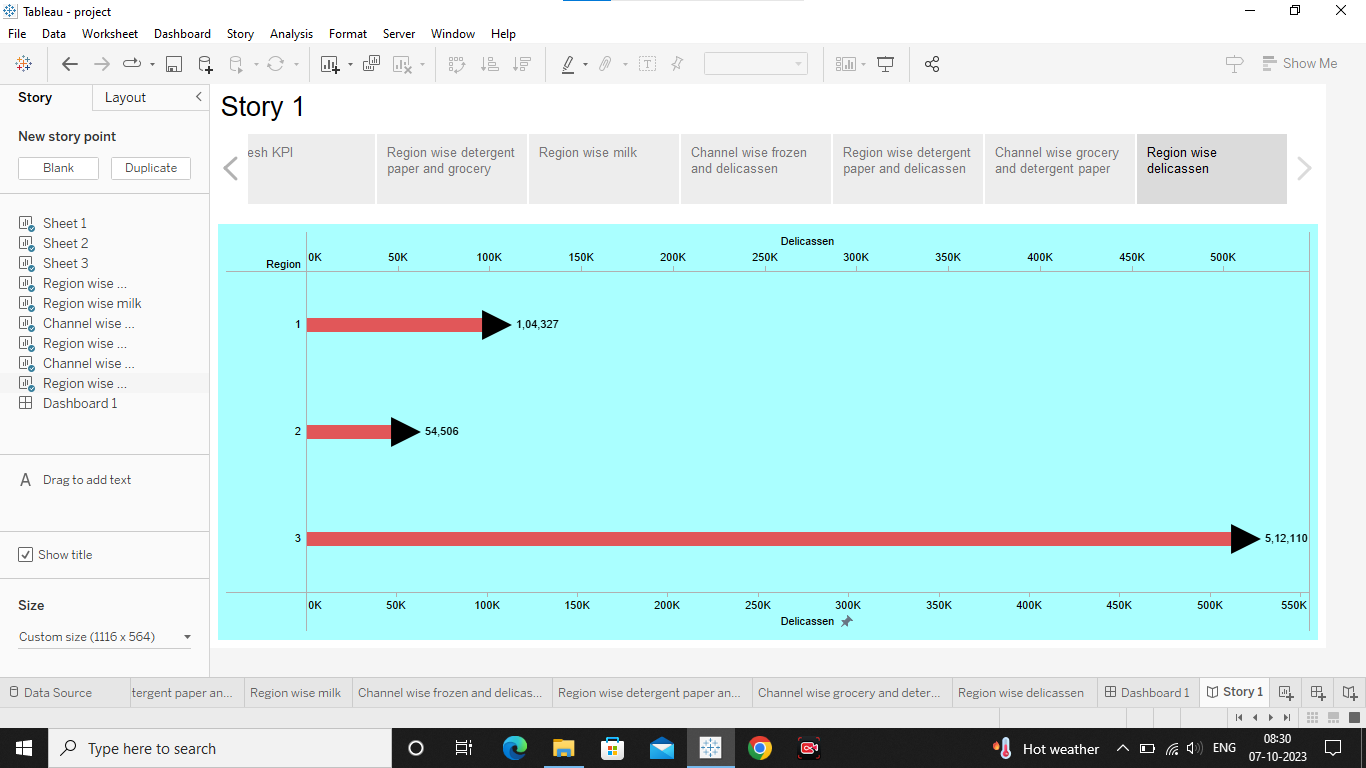 Tableau - project
File Data Worksheet Dashboard Story Analysis Format Server Window Help
Show Me
Story Layout
New story point
Blank Duplicate
Sheet 1
Sheet 2
Sheet 3
Region wise ...
Region wise milk
Channel wise ...
Region wise ...
Channel wise ...
Region wise ...
Dashboard 1
A Drag to add text
Show title
Size
Custom size (1116 x 564)
Story 1
esh KPI
Region wise detergent
paper and grocery
Region wise milk
Channel wise frozen
and delicassen
Region wise detergent
paper and delicassen
Channel wise grocery
and detergent paper
Region wise
delicassen
Delicassen
Region 0K 50K 100K 150K 200K 250K 300K 350K 400K 450K 500K
1 1,04,327
2 54,506
3 5,12,110
0K 50K 100K 150K 200K 250K 300K 350K 400K 450K 500K 550K
Delicassen
Data Source tergent paper an... Region wise milk Channel wise frozen and delicas... Region wise detergent paper an... Channel wise grocery and deter... Region wise delicassen Dashboard 1 Story 1
Type here to search
Hot weather ENG 08:30
07-10-2023